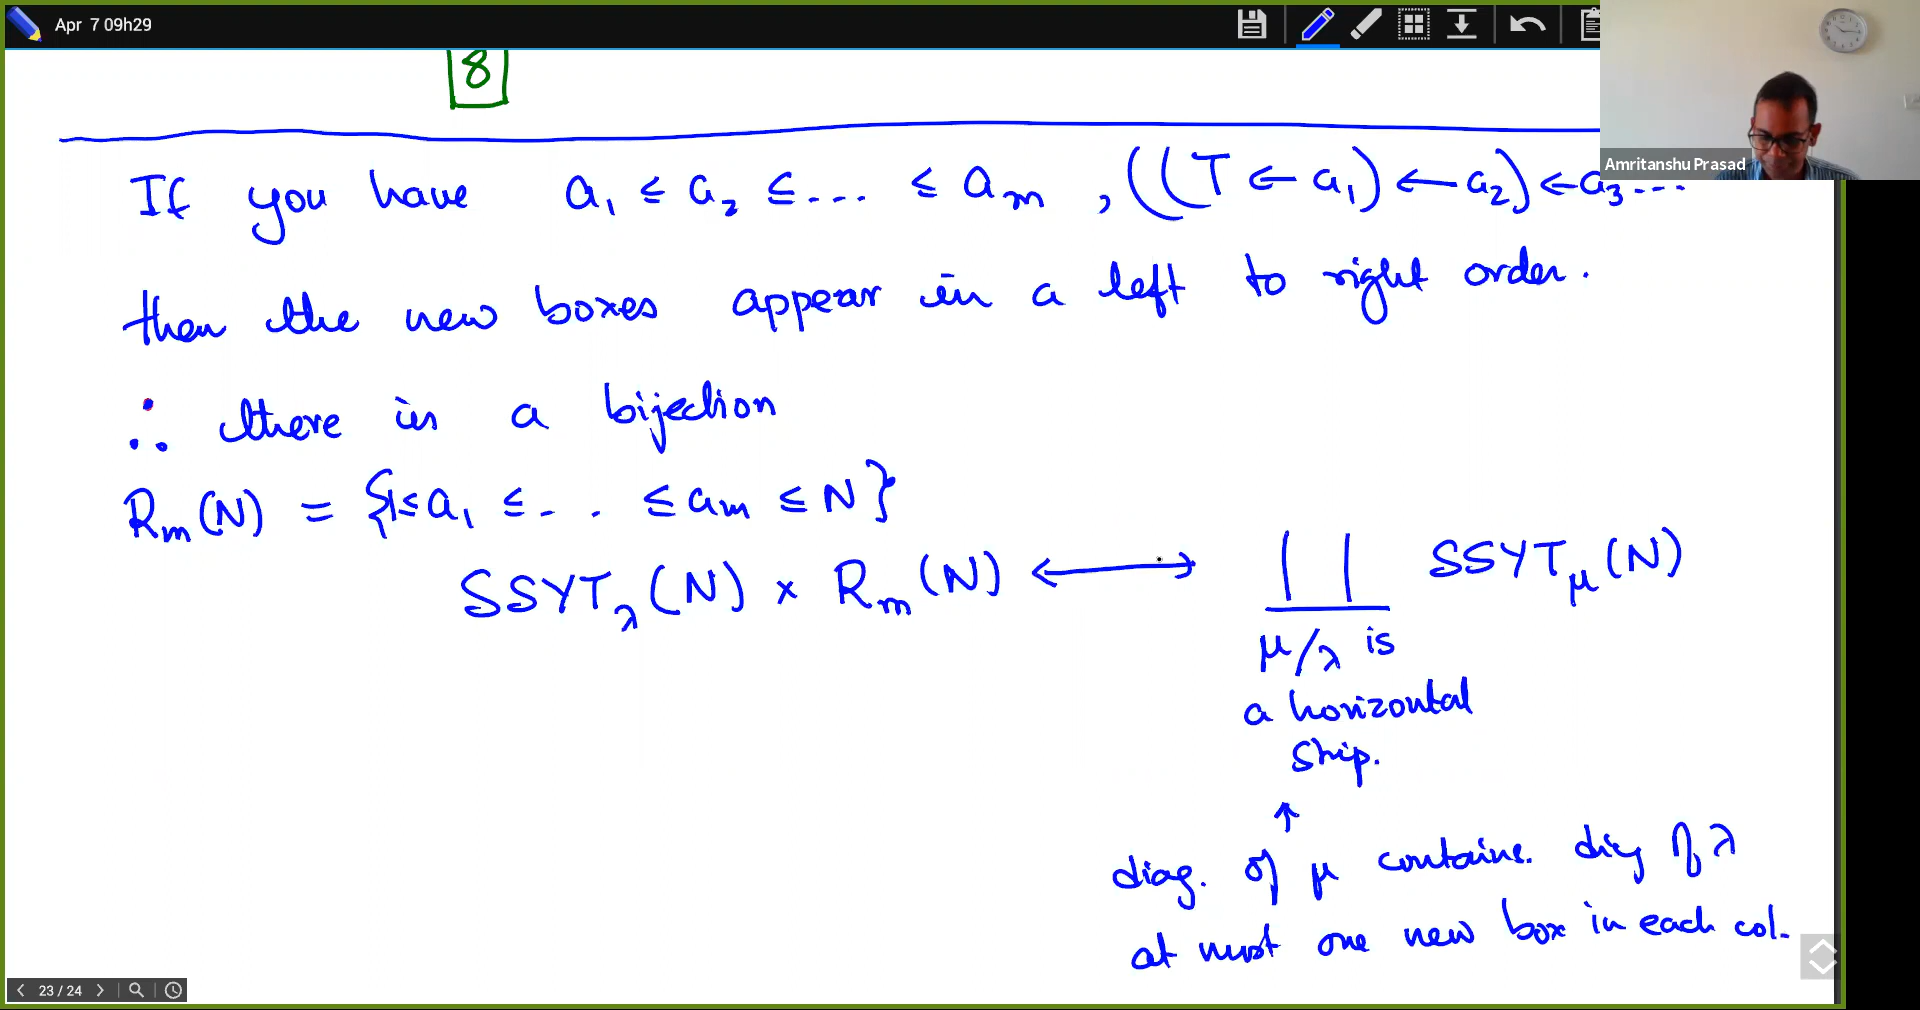 Apr 7 09h29
8
Amritanshu Prasad
If you have a₁ ≤ a₂ ≤ ... ≤ aₘ , ((T ← a₁) ← a₂) ← a₃ ...
then the new boxes appear in a left to right order.
∴ there is a bijection
Rₘ(N) = {1 ≤ a₁ ≤ ... ≤ aₘ ≤ N}
SSYT_λ(N) × Rₘ(N) ⟷ ∐ SSYT_μ(N)
μ/λ is
a horizontal
strip.
↑
diag. of μ contains. diag of λ
at most one new box in each col.
23 / 24